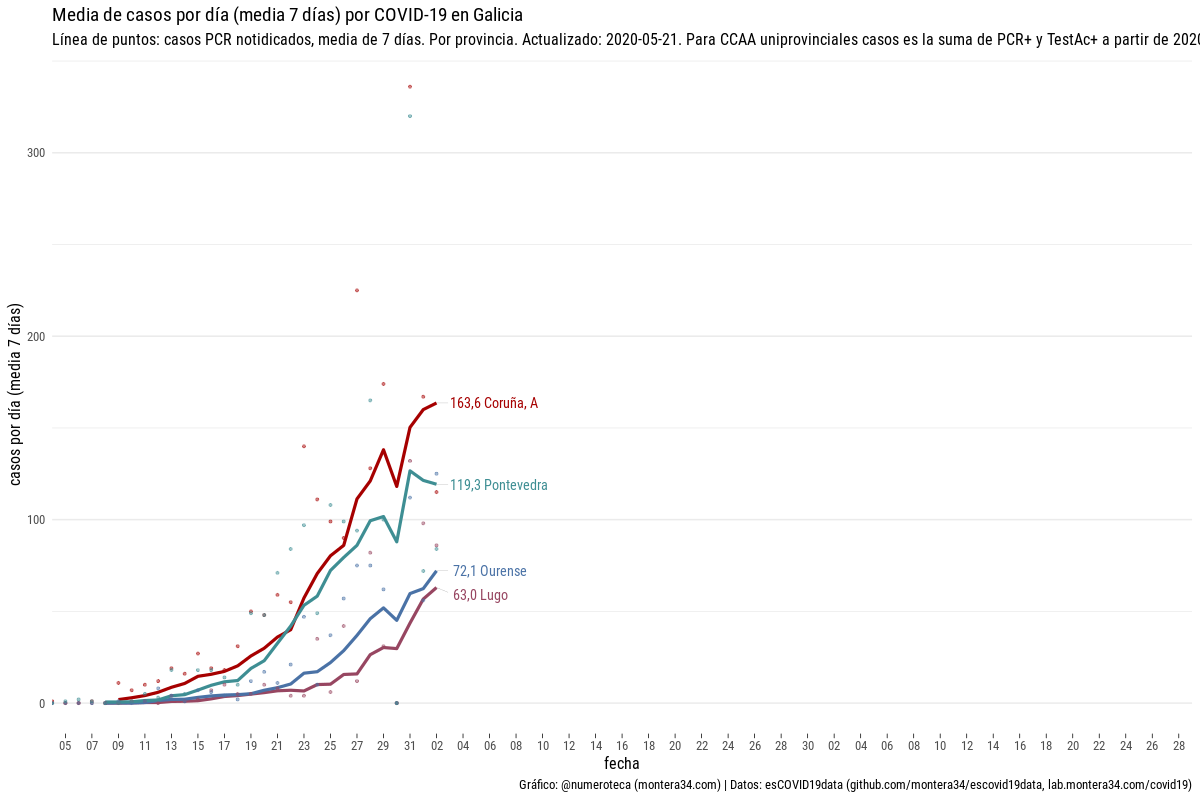 Media de casos por día (media 7 días) por COVID-19 en Galicia
Línea de puntos: casos PCR notidicados, media de 7 días. Por provincia. Actualizado: 2020-05-21. Para CCAA uniprovinciales casos es la suma de PCR+ y TestAc+ a partir de 2020
casos por día (media 7 días)
300
200
100
0
163,6 Coruña, A
119,3 Pontevedra
72,1 Ourense
63,0 Lugo
05 07 09 11 13 15 17 19 21 23 25 27 29 31 02 04 06 08 10 12 14 16 18 20 22 24 26 28 30 02 04 06 08 10 12 14 16 18 20 22 24 26 28
fecha
Gráfico: @numeroteca (montera34.com) | Datos: esCOVID19data (github.com/montera34/escovid19data, lab.montera34.com/covid19)